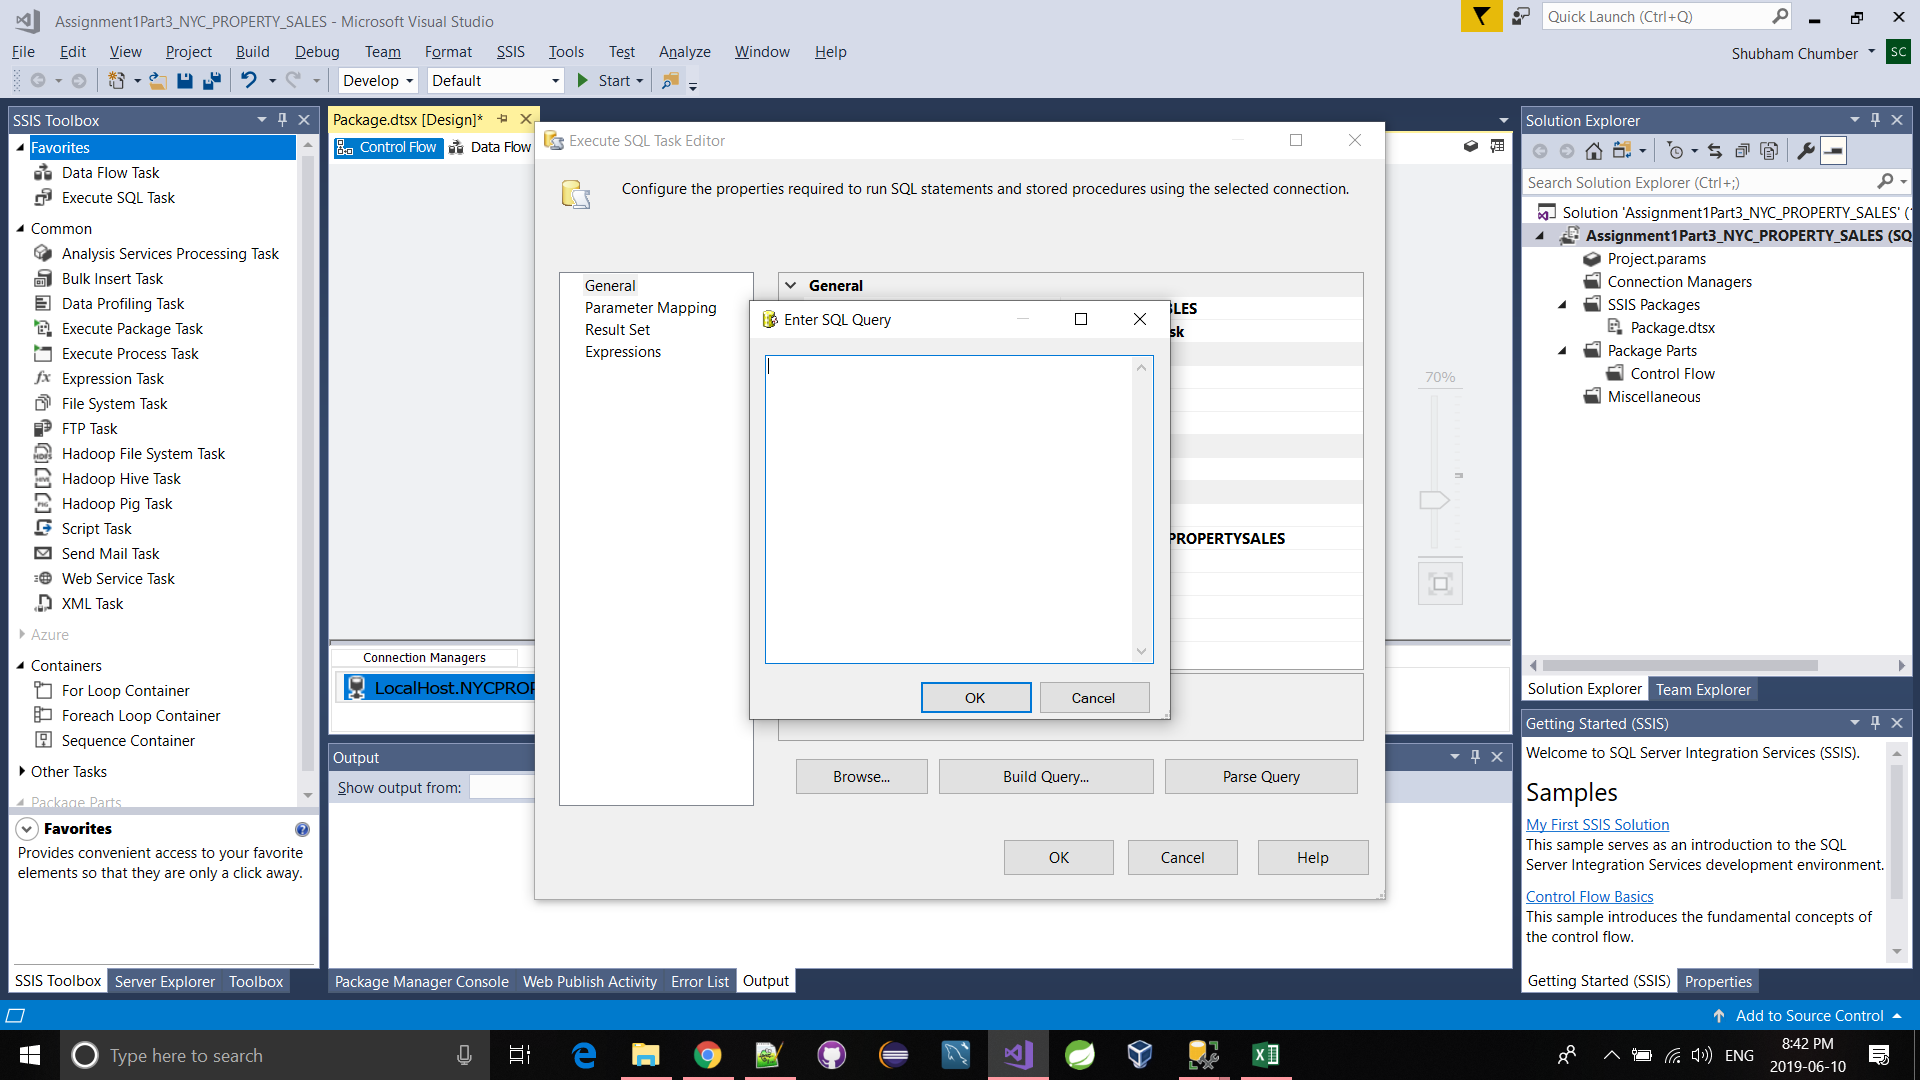 Assignment1Part3_NYC_PROPERTY_SALES - Microsoft Visual Studio
Quick Launch (Ctrl+Q)
File Edit View Project Build Debug Team Format SSIS Tools Test Analyze Window Help
Shubham Chumber SC
Develop Default Start
SSIS Toolbox
Favorites
Data Flow Task
Execute SQL Task
Common
Analysis Services Processing Task
Bulk Insert Task
Data Profiling Task
Execute Package Task
Execute Process Task
Expression Task
File System Task
FTP Task
Hadoop File System Task
Hadoop Hive Task
Hadoop Pig Task
Script Task
Send Mail Task
Web Service Task
XML Task
Azure
Containers
For Loop Container
Foreach Loop Container
Sequence Container
Other Tasks
Package Parts
Favorites
Provides convenient access to your favorite
elements so that they are only a click away.
SSIS Toolbox Server Explorer Toolbox
Package.dtsx [Design]*
Control Flow Data Flow
70%
Connection Managers
LocalHost.NYCPROP
Output
Show output from:
Package Manager Console Web Publish Activity Error List Output
Execute SQL Task Editor
Configure the properties required to run SQL statements and stored procedures using the selected connection.
General
Parameter Mapping
Result Set
Expressions
General
LES
sk
PROPERTYSALES
Browse... Build Query... Parse Query
OK Cancel Help
Enter SQL Query
OK Cancel
Solution Explorer
Search Solution Explorer (Ctrl+;)
Solution 'Assignment1Part3_NYC_PROPERTY_SALES' (
Assignment1Part3_NYC_PROPERTY_SALES (SQ
Project.params
Connection Managers
SSIS Packages
Package.dtsx
Package Parts
Control Flow
Miscellaneous
Solution Explorer Team Explorer
Getting Started (SSIS)
Welcome to SQL Server Integration Services (SSIS).
Samples
My First SSIS Solution
This sample serves as an introduction to the SQL
Server Integration Services development environment.
Control Flow Basics
This sample introduces the fundamental concepts of
the control flow.
Getting Started (SSIS) Properties
Add to Source Control
Type here to search
ENG
8:42 PM
2019-06-10